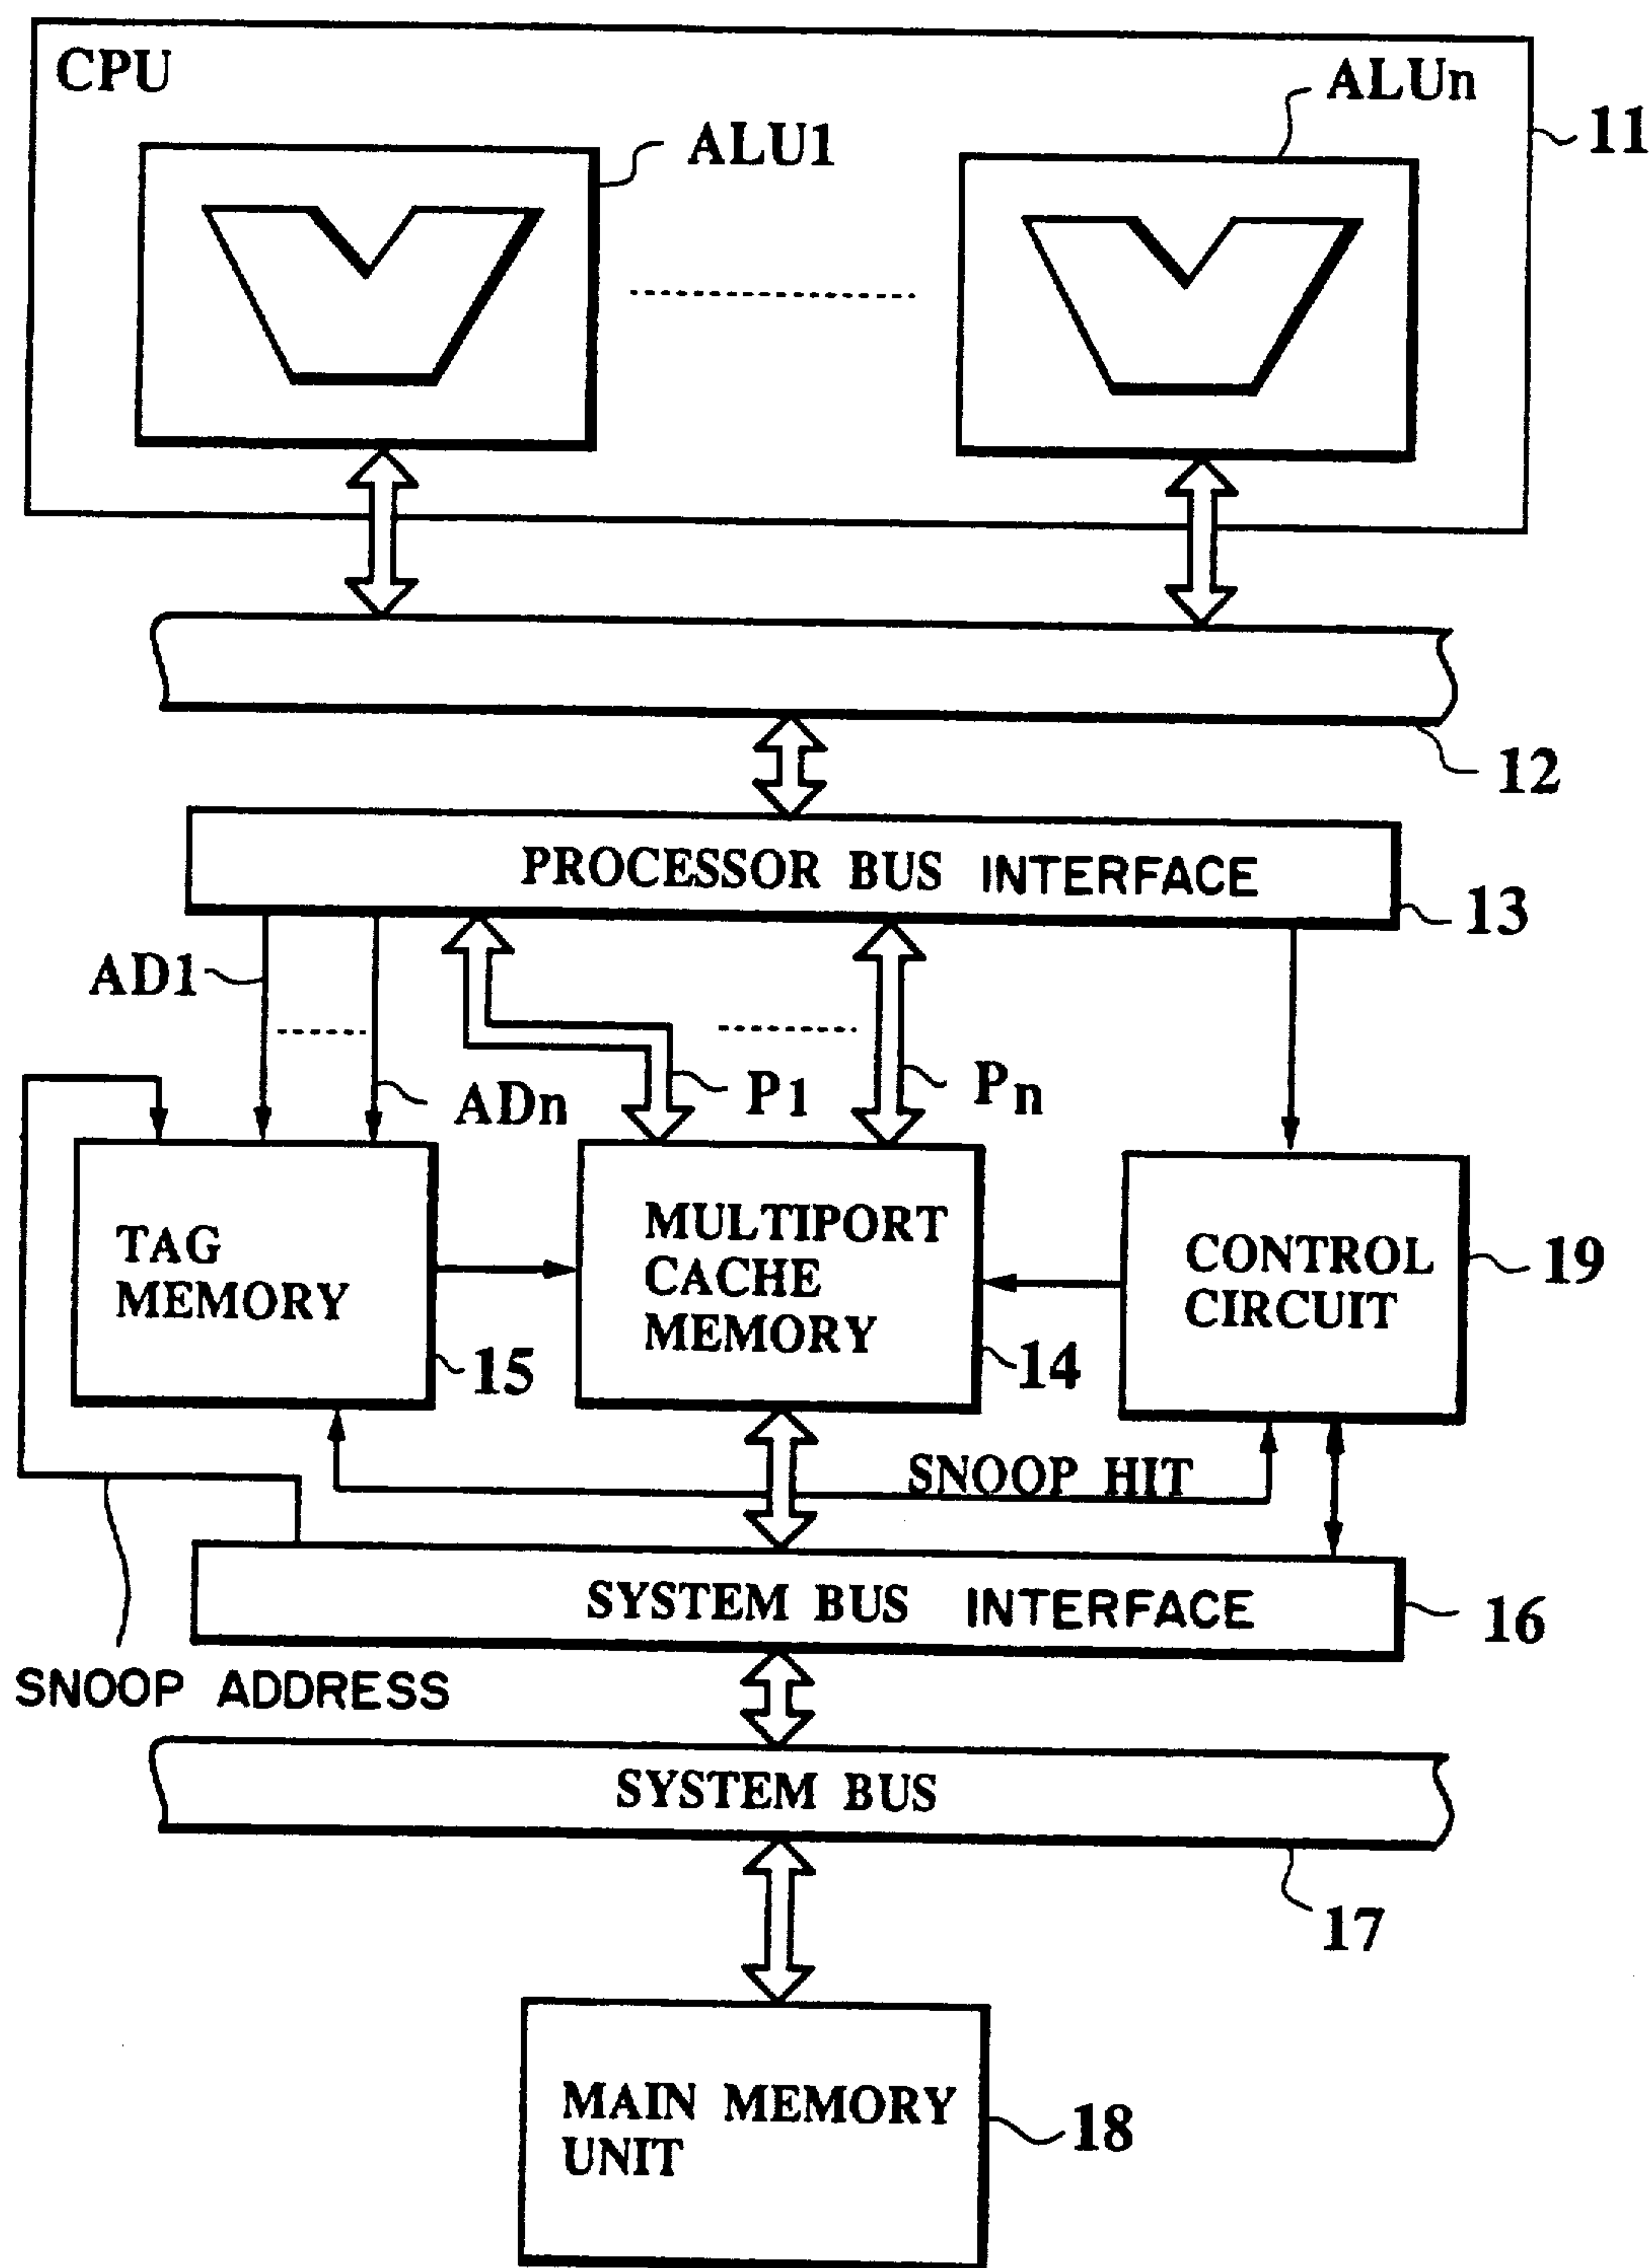 CPU
ALUn
11
ALU1
12
PROCESSOR BUS INTERFACE
13
AD1
ADn
P1
Pn
TAG
MEMORY
15
MULTIPORT
CACHE
MEMORY
14
CONTROL
CIRCUIT
19
SNOOP HIT
SYSTEM BUS INTERFACE
16
SNOOP ADDRESS
SYSTEM BUS
17
MAIN MEMORY
UNIT
18